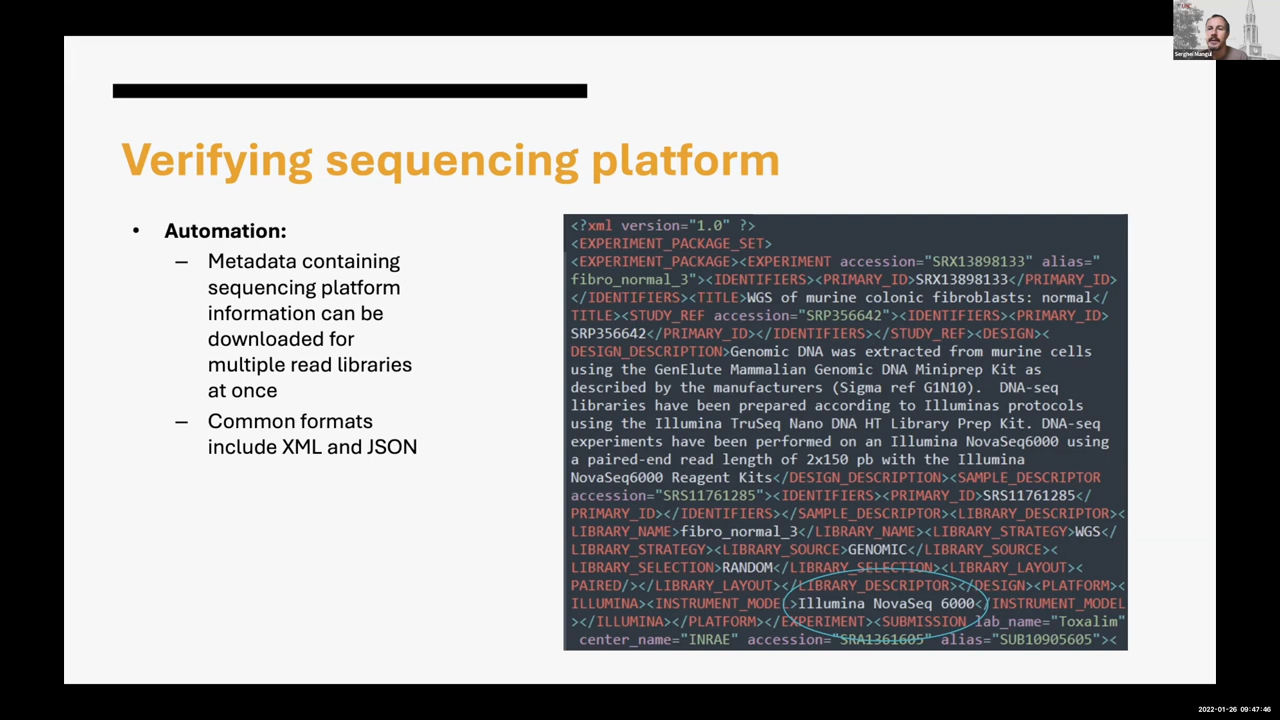 Serghei Mangul
Verifying sequencing platform
• Automation:
– Metadata containing
sequencing platform
information can be
downloaded for
multiple read libraries
at once
– Common formats
include XML and JSON
<?xml version="1.0" ?>
<EXPERIMENT_PACKAGE_SET>
<EXPERIMENT_PACKAGE><EXPERIMENT accession="SRX13898133" alias="
fibro_normal_3"><IDENTIFIERS><PRIMARY_ID>SRX13898133</PRIMARY_ID>
</IDENTIFIERS><TITLE>WGS of murine colonic fibroblasts: normal</
TITLE><STUDY_REF accession="SRP356642"><IDENTIFIERS><PRIMARY_ID>
SRP356642</PRIMARY_ID></IDENTIFIERS></STUDY_REF><DESIGN><
DESIGN_DESCRIPTION>Genomic DNA was extracted from murine cells
using the GenElute Mammalian Genomic DNA Miniprep Kit as
described by the manufacturers (Sigma ref G1N10).  DNA-seq
libraries have been prepared according to Illuminas protocols
using the Illumina TruSeq Nano DNA HT Library Prep Kit. DNA-seq
experiments have been performed on an Illumina NovaSeq6000 using
a paired-end read length of 2x150 pb with the Illumina
NovaSeq6000 Reagent Kits</DESIGN_DESCRIPTION><SAMPLE_DESCRIPTOR
accession="SRS11761285"><IDENTIFIERS><PRIMARY_ID>SRS11761285</
PRIMARY_ID></IDENTIFIERS></SAMPLE_DESCRIPTOR><LIBRARY_DESCRIPTOR><
LIBRARY_NAME>fibro_normal_3</LIBRARY_NAME><LIBRARY_STRATEGY>WGS</
LIBRARY_STRATEGY><LIBRARY_SOURCE>GENOMIC</LIBRARY_SOURCE><
LIBRARY_SELECTION>RANDOM</LIBRARY_SELECTION><LIBRARY_LAYOUT><
PAIRED/></LIBRARY_LAYOUT></LIBRARY_DESCRIPTOR></DESIGN><PLATFORM><
ILLUMINA><INSTRUMENT_MODEL>Illumina NovaSeq 6000</INSTRUMENT_MODEL
></ILLUMINA></PLATFORM></EXPERIMENT><SUBMISSION lab_name="Toxalim"
center_name="INRAE" accession="SRA1361605" alias="SUB10905605"><
2022-01-26 09:47:46